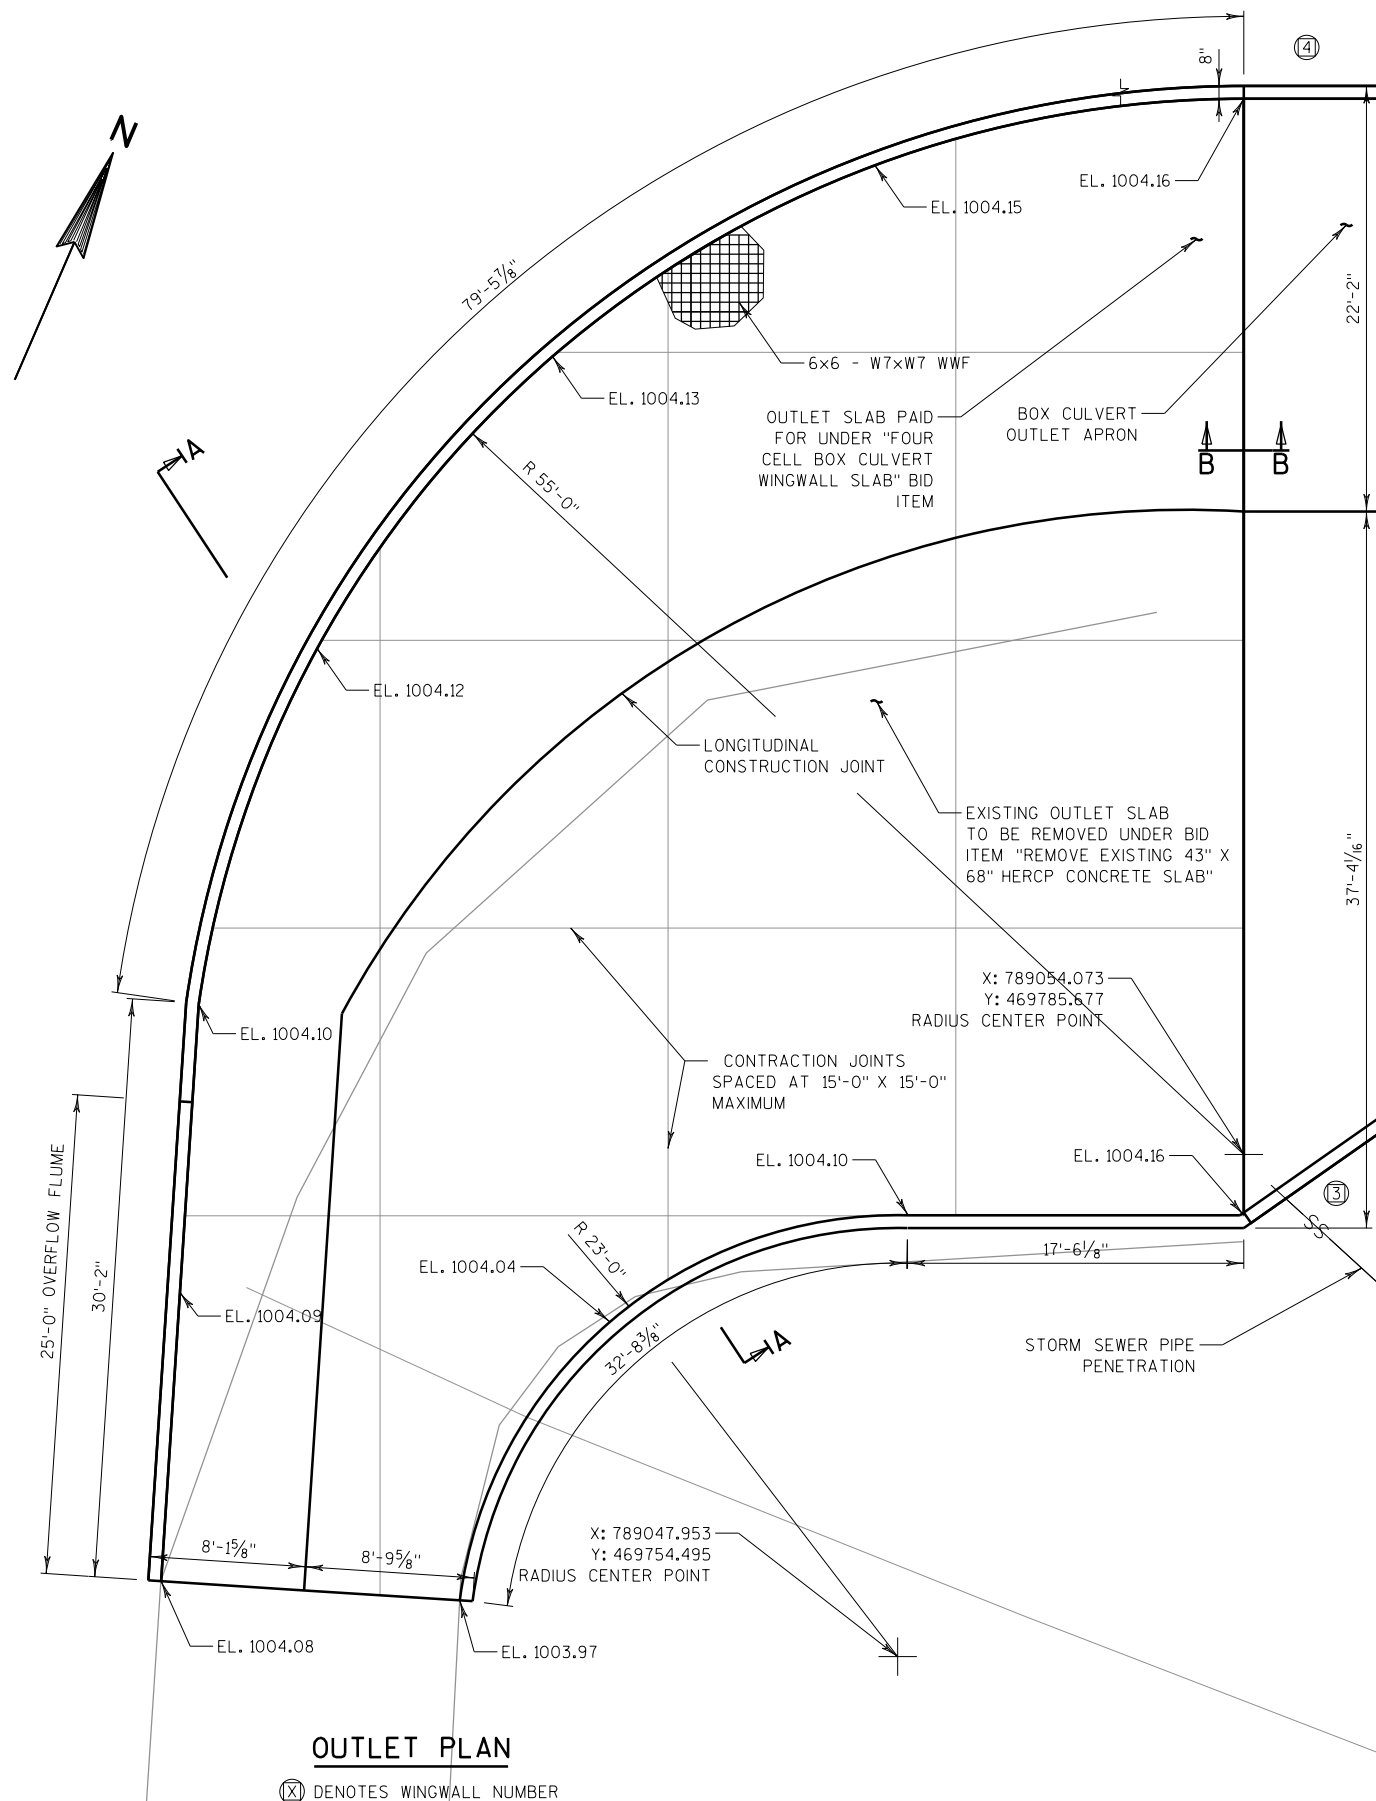 4
8"
N
EL. 1004.16
EL. 1004.15
79'-5⅞"
22'-2"
6x6 - W7xW7 WWF
EL. 1004.13
OUTLET SLAB PAID
FOR UNDER "FOUR
CELL BOX CULVERT
WINGWALL SLAB" BID
ITEM
BOX CULVERT
OUTLET APRON
A
B B
R 55'-0"
EL. 1004.12
LONGITUDINAL
CONSTRUCTION JOINT
EXISTING OUTLET SLAB
TO BE REMOVED UNDER BID
ITEM "REMOVE EXISTING 43" X
68" HERCP CONCRETE SLAB"
37'-4 1/16"
X: 789054.073
Y: 469785.677
RADIUS CENTER POINT
EL. 1004.10
CONTRACTION JOINTS
SPACED AT 15'-0" X 15'-0"
MAXIMUM
EL. 1004.10
EL. 1004.16
3
SS
25'-0" OVERFLOW FLUME
30'-2"
R 23'-0"
17'-6⅛"
EL. 1004.04
EL. 1004.09
32'-8⅜"
A
STORM SEWER PIPE
PENETRATION
8'-1⅝"
8'-9⅝"
X: 789047.953
Y: 469754.495
RADIUS CENTER POINT
EL. 1004.08
EL. 1003.97
OUTLET PLAN
X DENOTES WINGWALL NUMBER